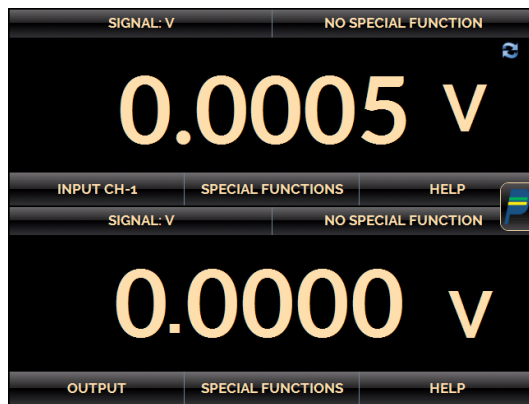 SIGNAL: V NO SPECIAL FUNCTION
0.0005 V
INPUT CH-1 SPECIAL FUNCTIONS HELP
SIGNAL: V NO SPECIAL FUNCTION
0.0000 V
OUTPUT SPECIAL FUNCTIONS HELP